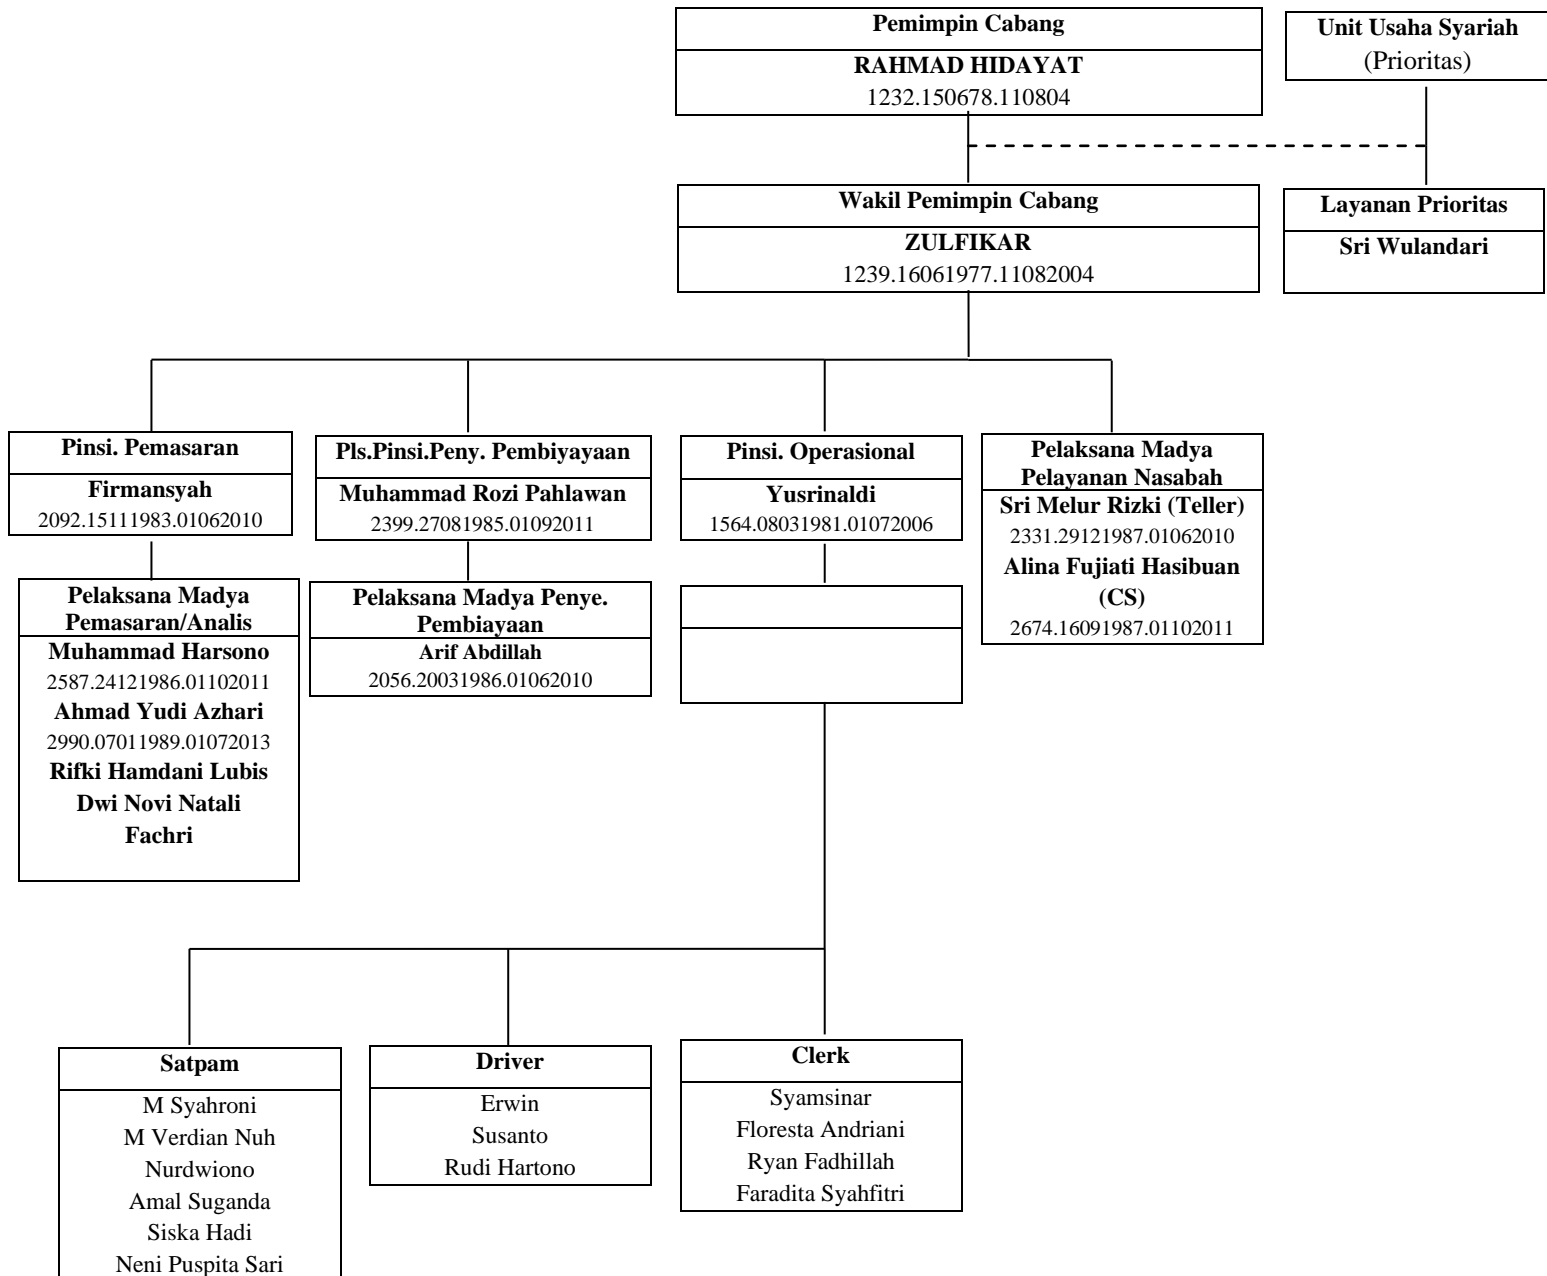 Pemimpin Cabang
RAHMAD HIDAYAT
1232.150678.110804
Unit Usaha Syariah
(Prioritas)
Wakil Pemimpin Cabang
ZULFIKAR
1239.16061977.11082004
Layanan Prioritas
Sri Wulandari
Pinsi. Pemasaran
Firmansyah
2092.15111983.01062010
Pls.Pinsi.Peny. Pembiyayaan
Muhammad Rozi Pahlawan
2399.27081985.01092011
Pinsi. Operasional
Yusrinaldi
1564.08031981.01072006
Pelaksana Madya
Pelayanan Nasabah
Sri Melur Rizki (Teller)
2331.29121987.01062010
Alina Fujiati Hasibuan
(CS)
2674.16091987.01102011
Pelaksana Madya
Pemasaran/Analis
Muhammad Harsono
2587.24121986.01102011
Ahmad Yudi Azhari
2990.07011989.01072013
Rifki Hamdani Lubis
Dwi Novi Natali
Fachri
Pelaksana Madya Penye.
Pembiayaan
Arif Abdillah
2056.20031986.01062010
Satpam
M Syahroni
M Verdian Nuh
Nurdwiono
Amal Suganda
Siska Hadi
Neni Puspita Sari
Driver
Erwin
Susanto
Rudi Hartono
Clerk
Syamsinar
Floresta Andriani
Ryan Fadhillah
Faradita Syahfitri